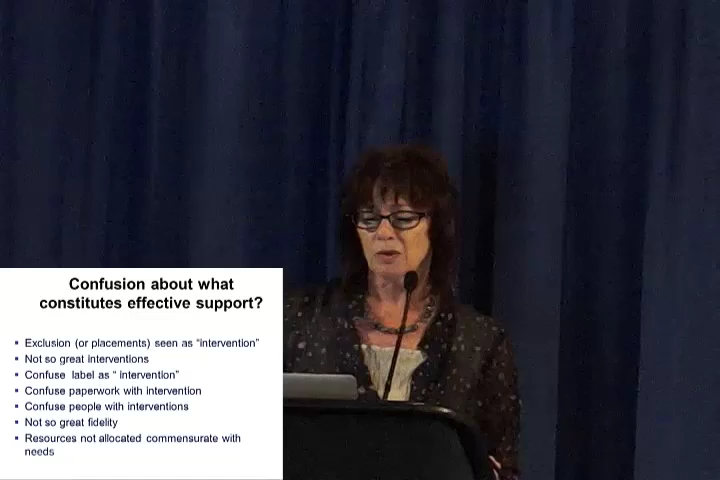 Confusion about what
constitutes effective support?
Exclusion (or placements) seen as "intervention"
Not so great interventions
Confuse label as " intervention"
Confuse paperwork with intervention
Confuse people with interventions
Not so great fidelity
Resources not allocated commensurate with
needs